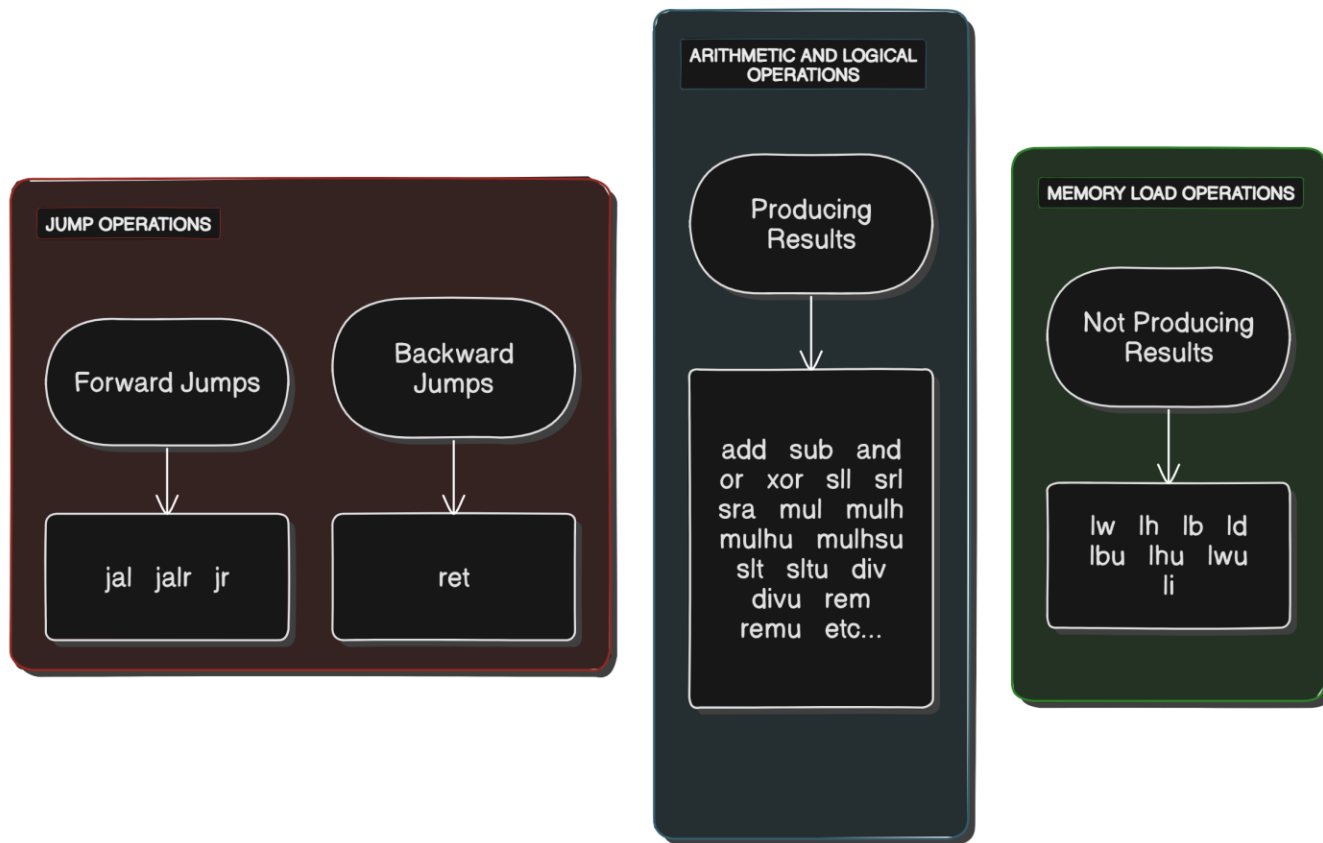 JUMP OPERATIONS
Forward Jumps
jal jalr jr
Backward
Jumps
ret
ARITHMETIC AND LOGICAL
OPERATIONS
Producing
Results
add sub and
or xor sll srl
sra mul mulh
mulhu mulhsu
slt sltu div
divu rem
remu etc...
MEMORY LOAD OPERATIONS
Not Producing
Results
lw lh lb ld
lbu lhu lwu
li